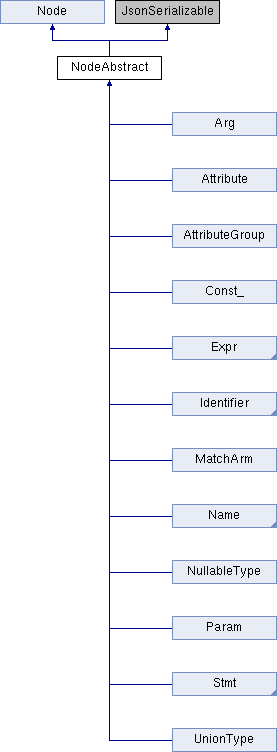 Node
JsonSerializable
NodeAbstract
Arg
Attribute
AttributeGroup
Const_
Expr
Identifier
MatchArm
Name
NullableType
Param
Stmt
UnionType